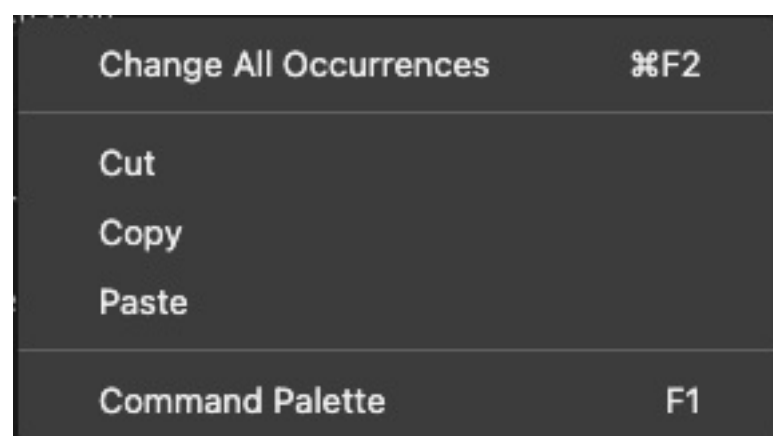 Change All Occurrences ⌘F2
Cut
Copy
Paste
Command Palette F1